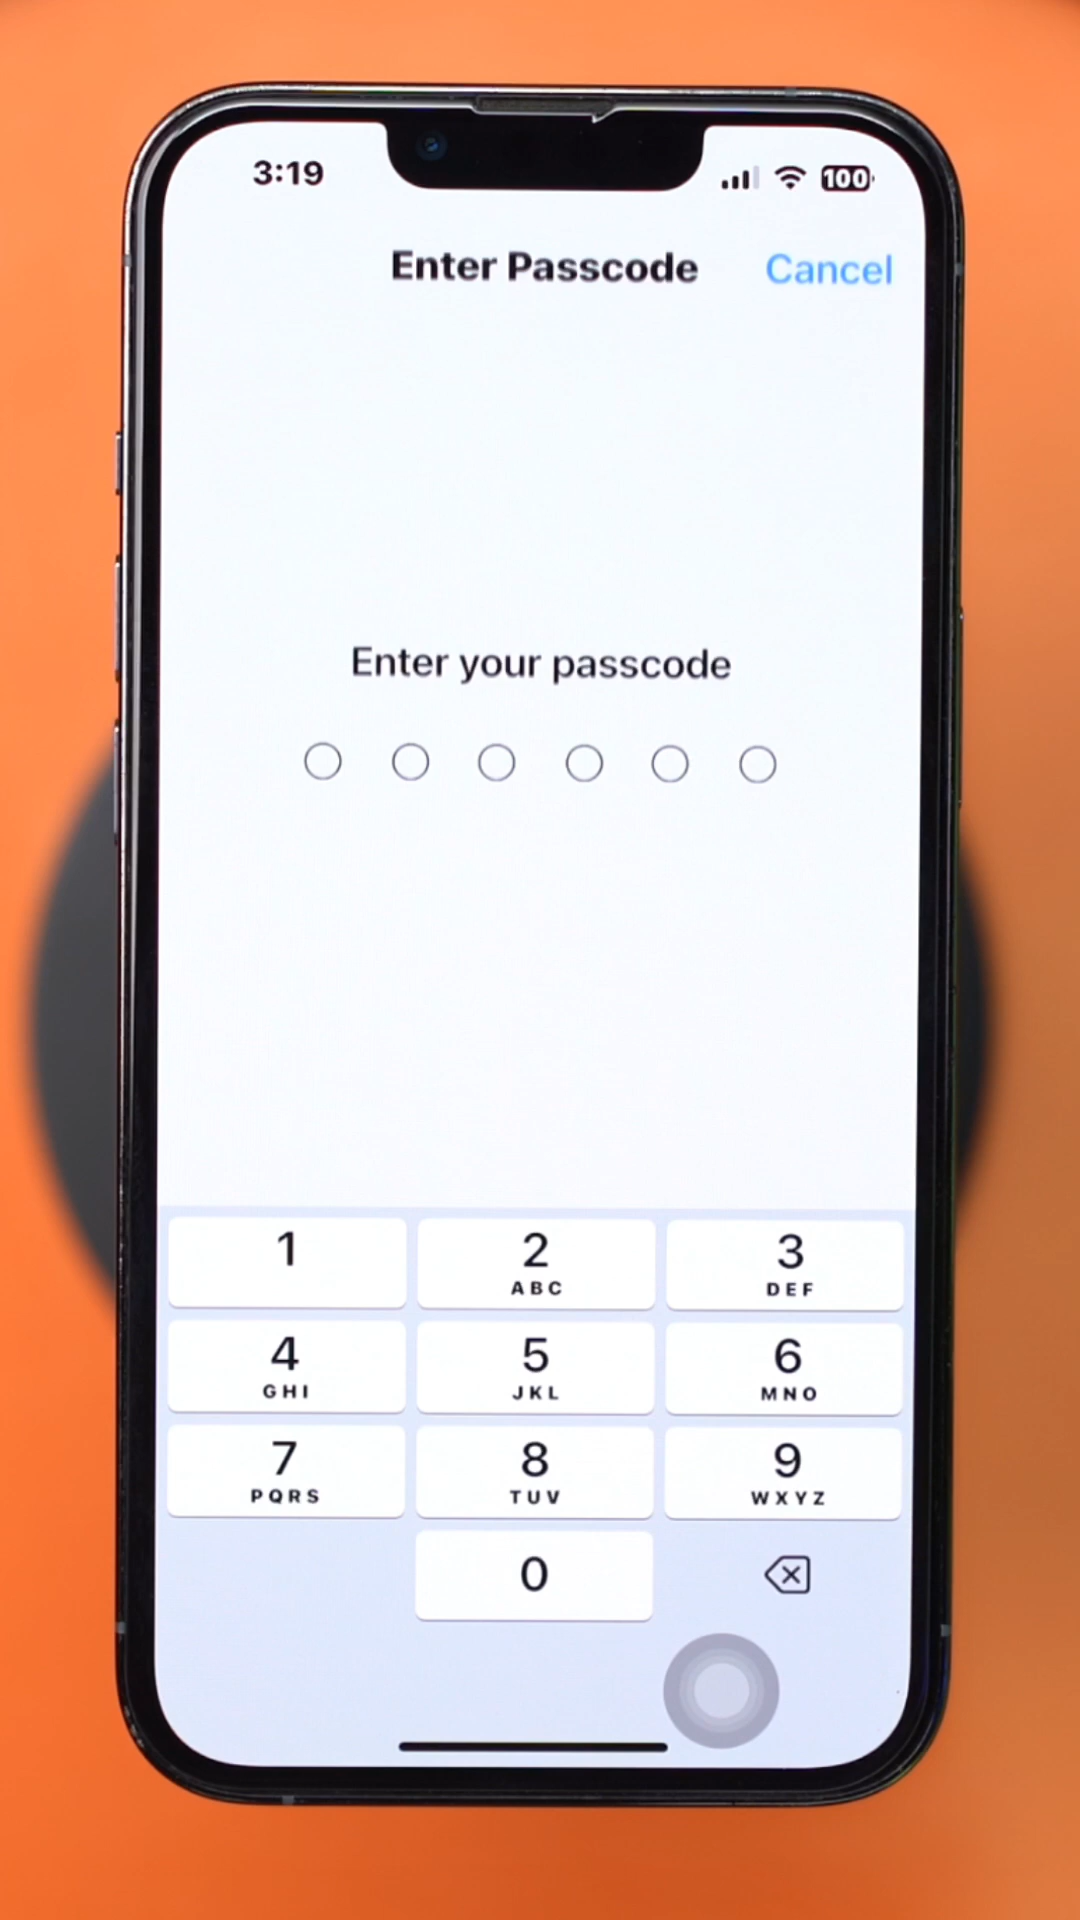 3:19 100
Enter Passcode Cancel
Enter your passcode
1 2 3
ABC DEF
4 5 6
GHI JKL MNO
7 8 9
PQRS TUV WXYZ
0